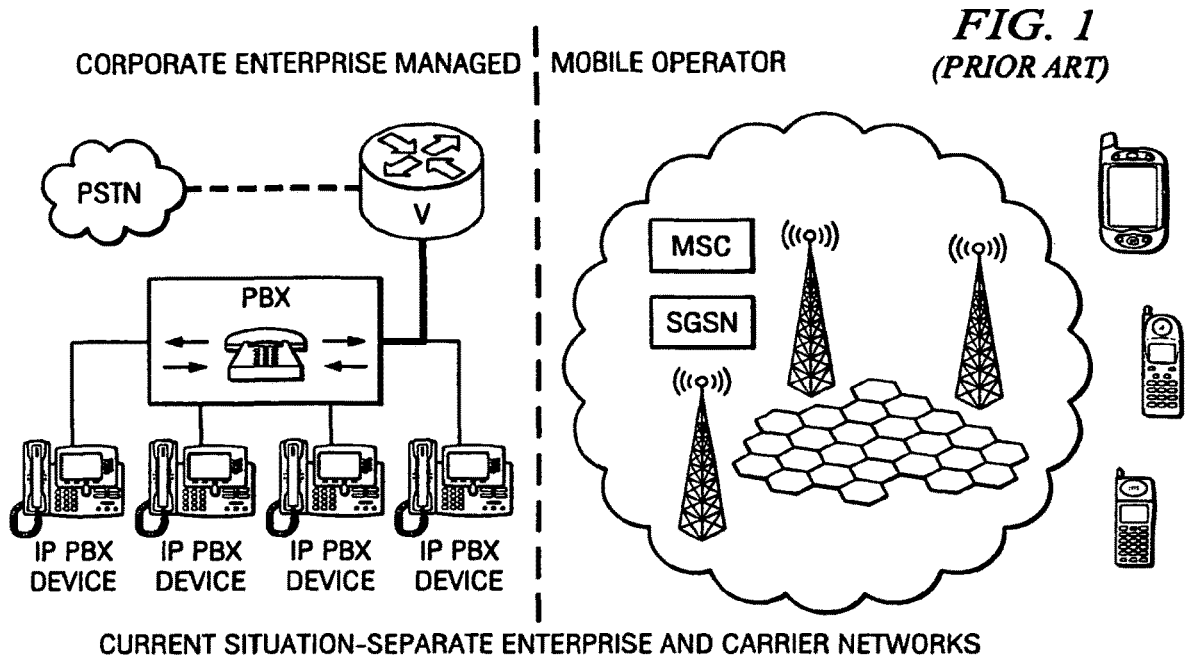 FIG. 1
(PRIOR ART)
CORPORATE ENTERPRISE MANAGED
MOBILE OPERATOR
PSTN
V
MSC
SGSN
PBX
IP PBX
DEVICE
IP PBX
DEVICE
IP PBX
DEVICE
IP PBX
DEVICE
CURRENT SITUATION-SEPARATE ENTERPRISE AND CARRIER NETWORKS